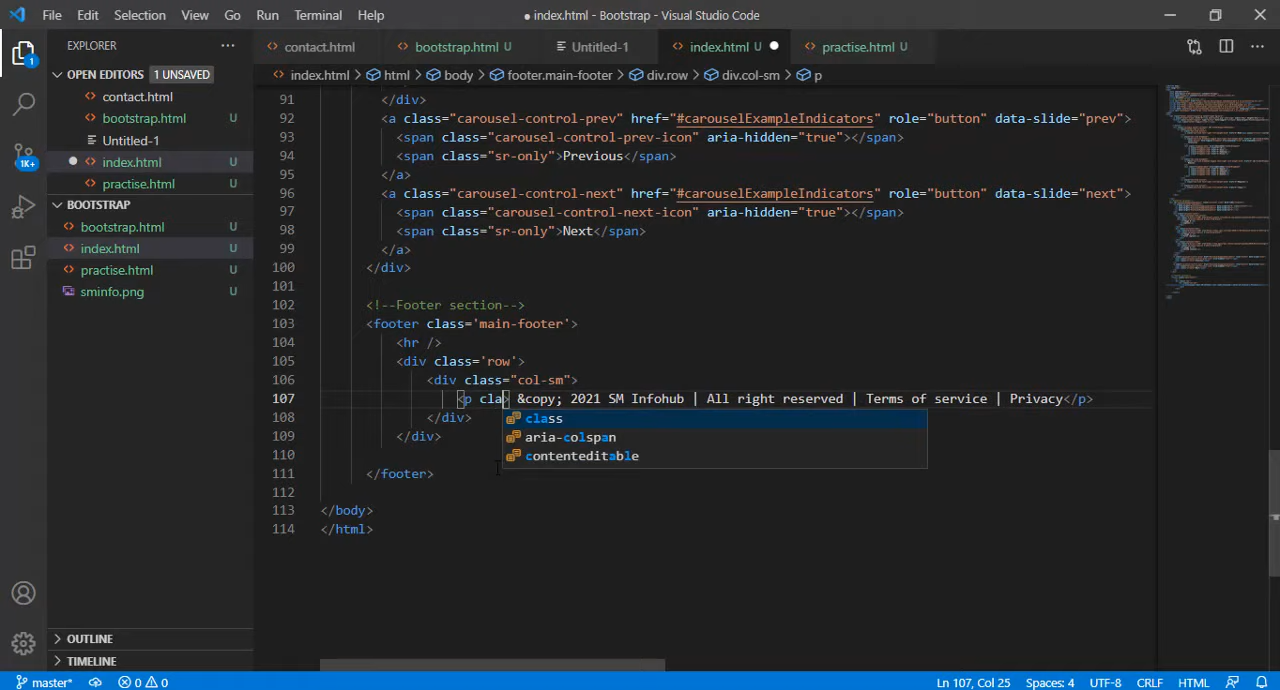 File Edit Selection View Go Run Terminal Help
● index.html - Bootstrap - Visual Studio Code
EXPLORER
OPEN EDITORS 1 UNSAVED
contact.html
bootstrap.html U
Untitled-1
index.html U
practise.html U
BOOTSTRAP
bootstrap.html U
index.html U
practise.html U
sminfo.png U
OUTLINE
TIMELINE
1
1K+
contact.html bootstrap.html U Untitled-1 index.html U practise.html U
index.html > html > body > footer.main-footer > div.row > div.col-sm > p
91 </div>
92 <a class="carousel-control-prev" href="#carouselExampleIndicators" role="button" data-slide="prev">
93 <span class="carousel-control-prev-icon" aria-hidden="true"></span>
94 <span class="sr-only">Previous</span>
95 </a>
96 <a class="carousel-control-next" href="#carouselExampleIndicators" role="button" data-slide="next">
97 <span class="carousel-control-next-icon" aria-hidden="true"></span>
98 <span class="sr-only">Next</span>
99 </a>
100 </div>
101
102 <!--Footer section-->
103 <footer class='main-footer'>
104 <hr />
105 <div class='row'>
106 <div class="col-sm">
107 <p cla> &copy; 2021 SM Infohub | All right reserved | Terms of service | Privacy</p>
108 </div>
109 </div>
110
111 </footer>
112
113 </body>
114 </html>
class
aria-colspan
contenteditable
master* 0 0 Ln 107, Col 25 Spaces: 4 UTF-8 CRLF HTML